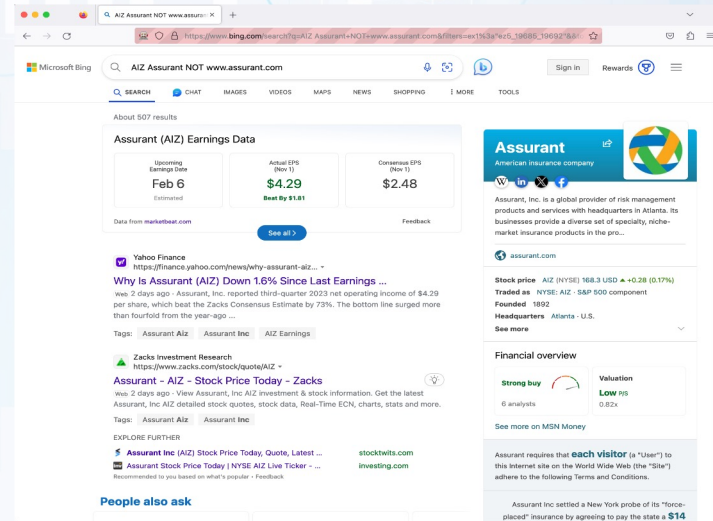 AIZ Assurant NOT www.assuran
https://www.bing.com/search?q=AIZ Assurant+NOT+www.assurant.com&filters=ex1%3a"ez5_19685_19692"&
Microsoft Bing
AIZ Assurant NOT www.assurant.com
Sign in
Rewards
SEARCH
CHAT
IMAGES
VIDEOS
MAPS
NEWS
SHOPPING
MORE
TOOLS
About 507 results
Assurant (AIZ) Earnings Data
Upcoming
Earnings Date
Feb 6
Estimated
Actual EPS
(Nov 1)
$4.29
Beat By $1.81
Consensus EPS
(Nov 1)
$2.48
Data from marketbeat.com
Feedback
See all >
Yahoo Finance
https://finance.yahoo.com/news/why-assurant-aiz...
Why Is Assurant (AIZ) Down 1.6% Since Last Earnings ...
Web 2 days ago · Assurant, Inc. reported third-quarter 2023 net operating income of $4.29
per share, which beat the Zacks Consensus Estimate by 73%. The bottom line surged more
than fourfold from the year-ago ...
Tags: Assurant Aiz Assurant Inc AIZ Earnings
Zacks Investment Research
https://www.zacks.com/stock/quote/AIZ
Assurant - AIZ - Stock Price Today - Zacks
Web 2 days ago · View Assurant, Inc AIZ investment & stock information. Get the latest
Assurant, Inc AIZ detailed stock quotes, stock data, Real-Time ECN, charts, stats and more.
Tags: Assurant Aiz Assurant Inc
EXPLORE FURTHER
Assurant Inc (AIZ) Stock Price Today, Quote, Latest ... stocktwits.com
Assurant Stock Price Today | NYSE AIZ Live Ticker - ... investing.com
Recommended to you based on what's popular · Feedback
People also ask
Assurant
American insurance company
Assurant, Inc. is a global provider of risk management
products and services with headquarters in Atlanta. Its
businesses provide a diverse set of specialty, niche-
market insurance products in the pro...
assurant.com
Stock price AIZ (NYSE) 168.3 USD ▲ +0.28 (0.17%)
Traded as NYSE: AIZ · S&P 500 component
Founded 1892
Headquarters Atlanta · U.S.
See more
Financial overview
Strong buy
6 analysts
Valuation
Low P/S
0.82x
See more on MSN Money
Assurant requires that each visitor (a "User") to
this Internet site on the World Wide Web (the "Site")
adhere to the following Terms and Conditions.
Assurant Inc settled a New York probe of its "force-
placed" insurance by agreeing to pay the state a $14